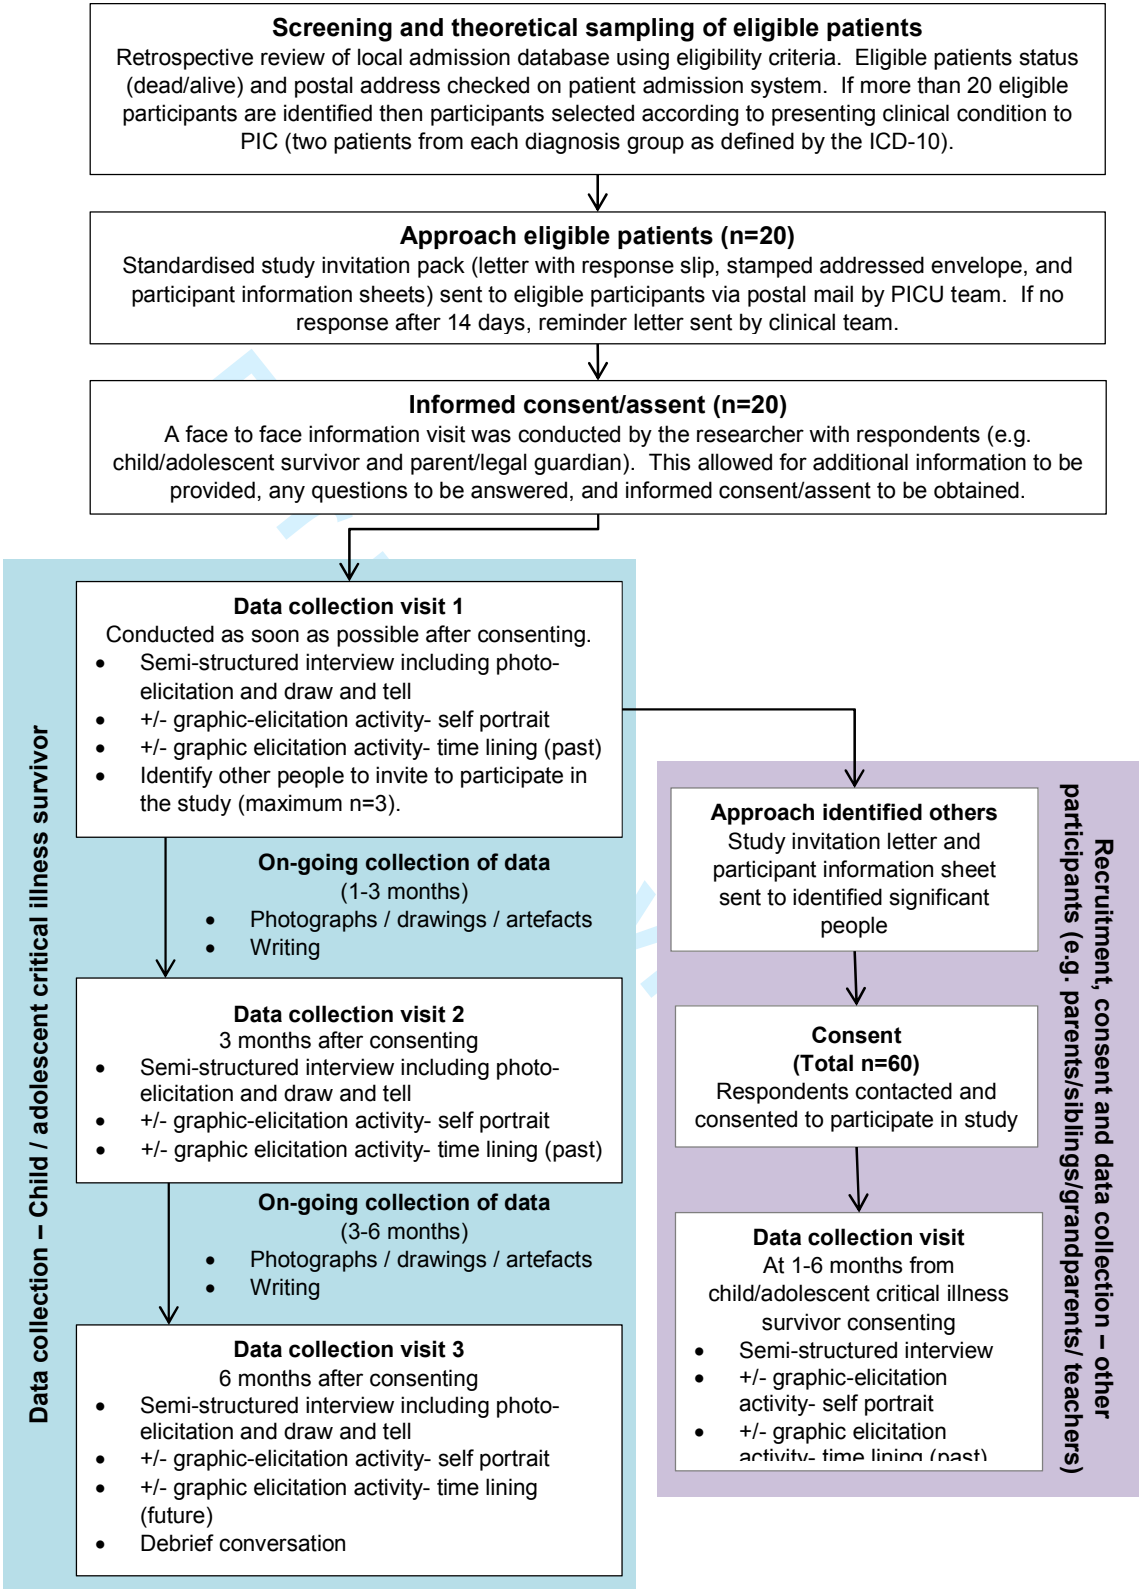 Screening and theoretical sampling of eligible patients
Retrospective review of local admission database using eligibility criteria.  Eligible patients status
(dead/alive) and postal address checked on patient admission system.  If more than 20 eligible
participants are identified then participants selected according to presenting clinical condition to
PIC (two patients from each diagnosis group as defined by the ICD-10).
Approach eligible patients (n=20)
Standardised study invitation pack (letter with response slip, stamped addressed envelope, and
participant information sheets) sent to eligible participants via postal mail by PICU team.  If no
response after 14 days, reminder letter sent by clinical team.
Informed consent/assent (n=20)
A face to face information visit was conducted by the researcher with respondents (e.g.
child/adolescent survivor and parent/legal guardian).  This allowed for additional information to be
provided, any questions to be answered, and informed consent/assent to be obtained.
Data collection – Child / adolescent critical illness survivor
Data collection visit 1
Conducted as soon as possible after consenting.
• Semi-structured interview including photo-
elicitation and draw and tell
• +/- graphic-elicitation activity- self portrait
• +/- graphic elicitation activity- time lining (past)
• Identify other people to invite to participate in
the study (maximum n=3).
On-going collection of data
(1-3 months)
• Photographs / drawings / artefacts
• Writing
Data collection visit 2
3 months after consenting
• Semi-structured interview including photo-
elicitation and draw and tell
• +/- graphic-elicitation activity- self portrait
• +/- graphic elicitation activity- time lining (past)
On-going collection of data
(3-6 months)
• Photographs / drawings / artefacts
• Writing
Data collection visit 3
6 months after consenting
• Semi-structured interview including photo-
elicitation and draw and tell
• +/- graphic-elicitation activity- self portrait
• +/- graphic elicitation activity- time lining
(future)
• Debrief conversation
Recruitment, consent and data collection – other
participants (e.g. parents/siblings/grandparents/ teachers)
Approach identified others
Study invitation letter and
participant information sheet
sent to identified significant
people
Consent
(Total n=60)
Respondents contacted and
consented to participate in study
Data collection visit
At 1-6 months from
child/adolescent critical illness
survivor consenting
• Semi-structured interview
• +/- graphic-elicitation
activity- self portrait
• +/- graphic elicitation
activity- time lining (past)